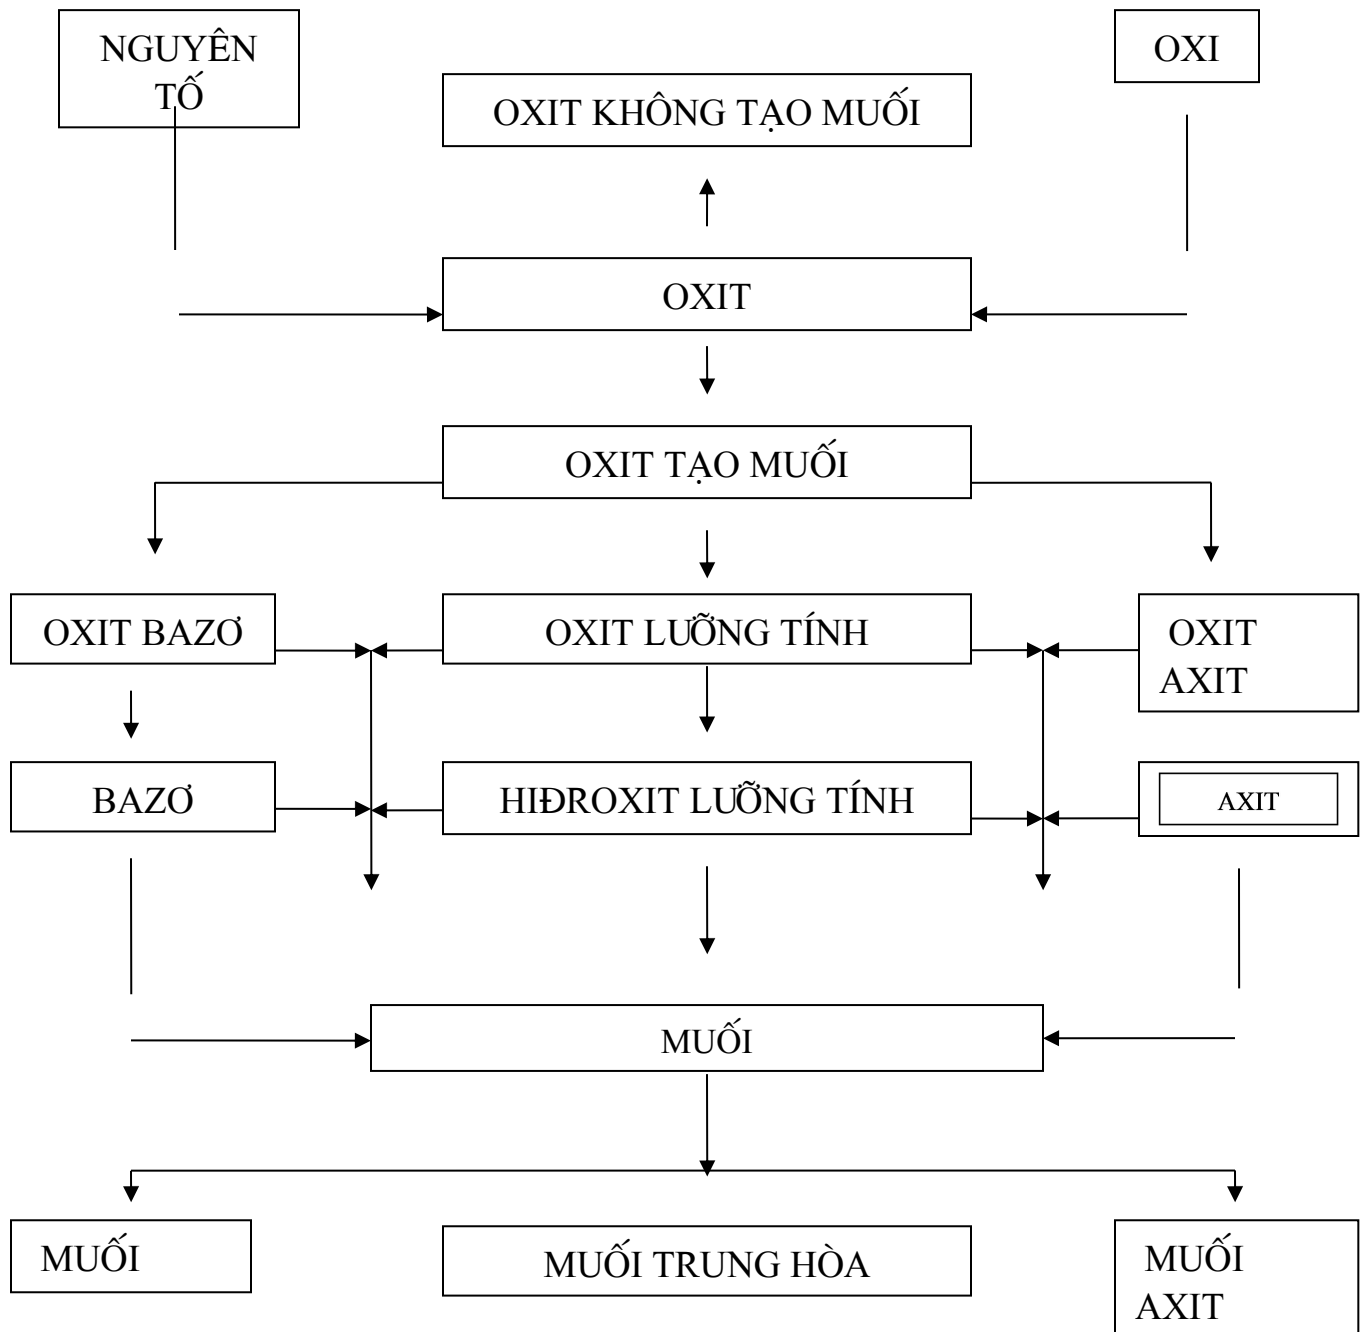 NGUYÊN
TỐ
OXI
OXIT KHÔNG TẠO MUỐI
OXIT
OXIT TẠO MUỐI
OXIT BAZƠ
OXIT LƯỠNG TÍNH
OXIT
AXIT
BAZƠ
HIĐROXIT LƯỠNG TÍNH
AXIT
MUỐI
MUỐI
MUỐI TRUNG HÒA
MUỐI
AXIT